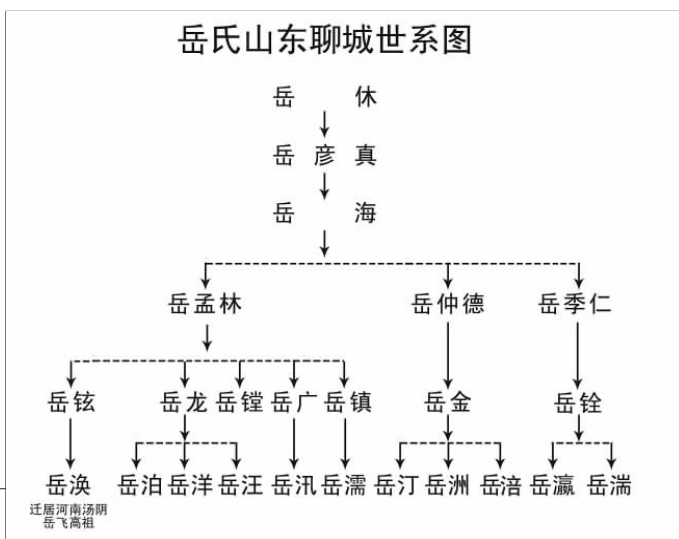 岳氏山东聊城世系图
岳 休
岳 彦 真
岳 海
岳孟林 岳仲德 岳季仁
岳铉 岳龙 岳镗 岳广 岳镇 岳金 岳铨
岳涣 岳泊 岳洋 岳汪 岳汛 岳濡 岳汀 岳洲 岳涪 岳瀛 岳湍
迁居河南汤阴
岳飞高祖